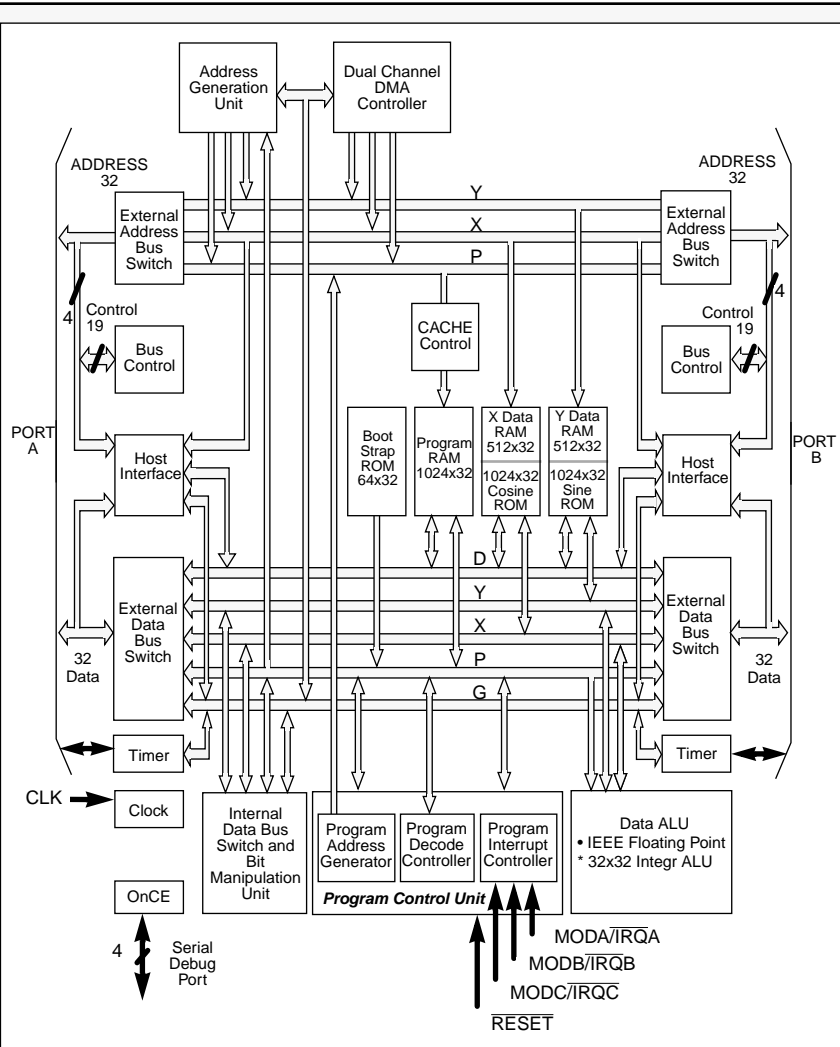 Address
Generation
Unit
Dual Channel
DMA
Controller
ADDRESS
32
ADDRESS
32
External
Address
Bus
Switch
Y
X
P
External
Address
Bus
Switch
4
Control
19
Bus
Control
CACHE
Control
4
Control
19
Bus
Control
PORT
A
Host
Interface
Boot
Strap
ROM
64x32
Program
RAM
1024x32
X Data
RAM
512x32
1024x32
Cosine
ROM
Y Data
RAM
512x32
1024x32
Sine
ROM
Host
Interface
PORT
B
External
Data
Bus
Switch
D
Y
X
P
G
External
Data
Bus
Switch
32
Data
32
Data
Timer
Timer
CLK
Clock
Internal
Data Bus
Switch and
Bit
Manipulation
Unit
Program
Address
Generator
Program
Decode
Controller
Program
Interrupt
Controller
Program Control Unit
Data ALU
• IEEE Floating Point
* 32x32 Integr ALU
OnCE
4
Serial
Debug
Port
MODA/I̅R̅Q̅A
MODB/I̅R̅Q̅B
MODC/I̅R̅Q̅C̅
R̅E̅S̅E̅T̅